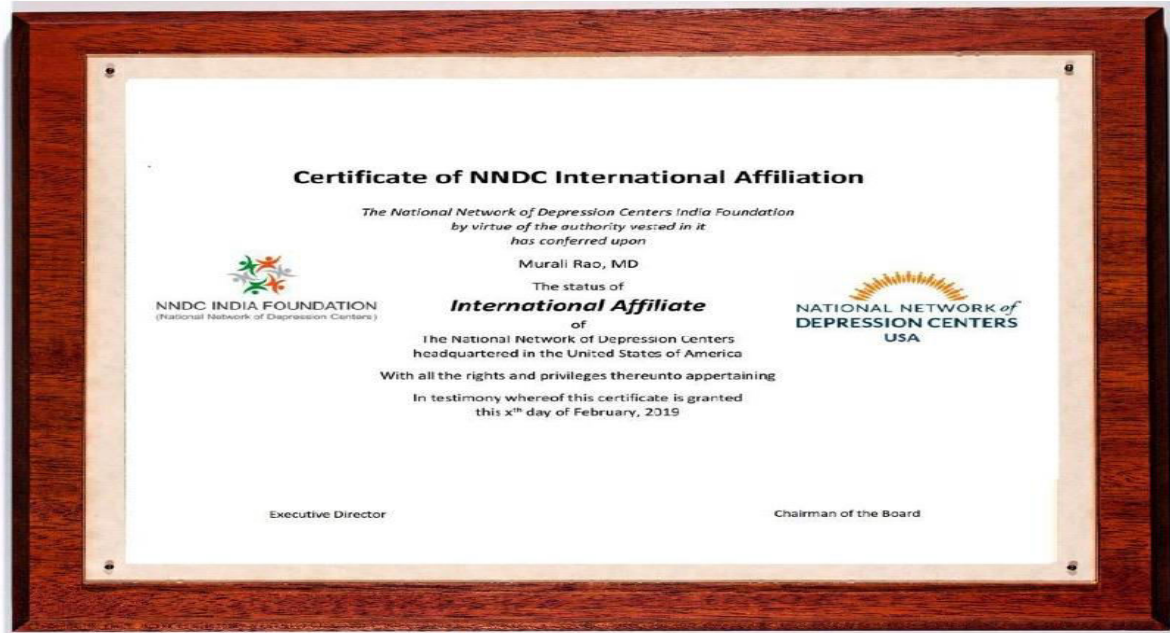 Certificate of NNDC International Affiliation
The National Network of Depression Centers India Foundation
by virtue of the authority vested in it
has conferred upon
Murali Rao, MD
The status of
International Affiliate
of
The National Network of Depression Centers
headquartered in the United States of America
With all the rights and privileges thereunto appertaining
In testimony whereof this certificate is granted
this xth day of February, 2019
NNDC INDIA FOUNDATION
(National Network of Depression Centers)
NATIONAL NETWORK of
DEPRESSION CENTERS
USA
Executive Director
Chairman of the Board